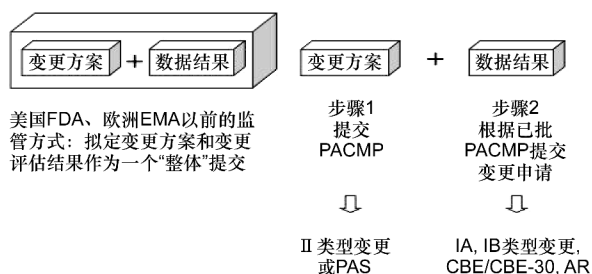 变更方案 + 数据结果
美国FDA、欧洲EMA以前的监
管方式：拟定变更方案和变更
评估结果作为一个“整体”提交
变更方案 + 数据结果
步骤1
提交
PACMP
步骤2
根据已批
PACMP提交
变更申请
Ⅱ类型变更
或PAS
IA, IB类型变更,
CBE/CBE-30, AR